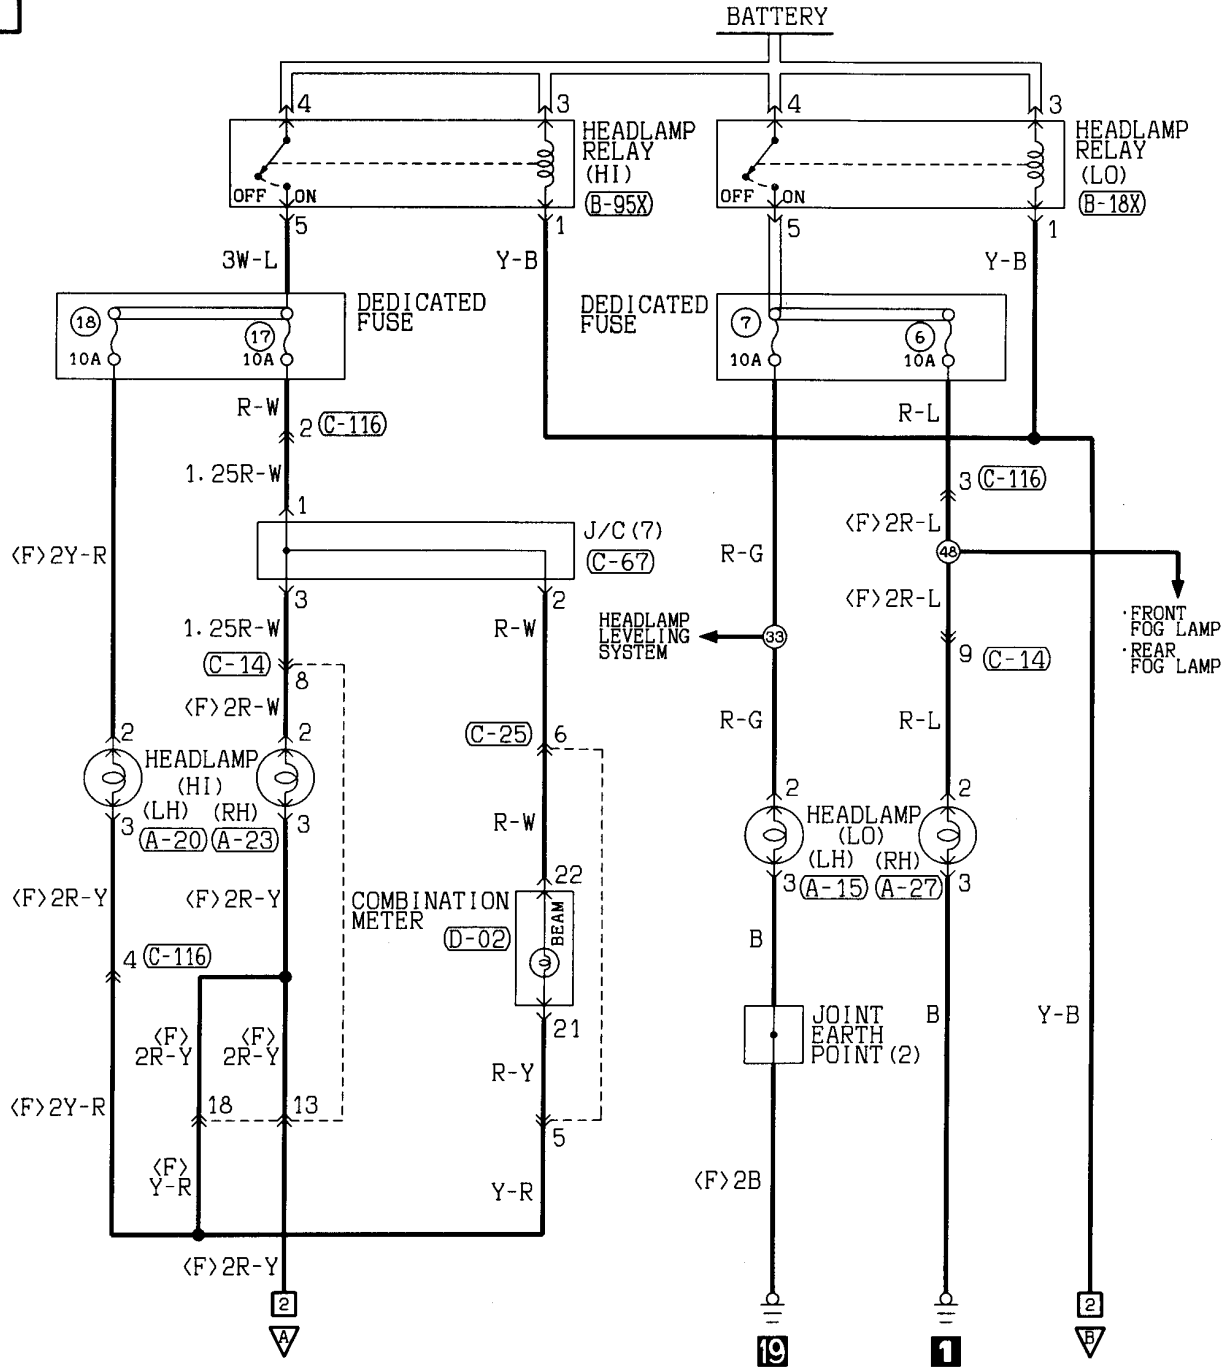 BATTERY
4
3
4
3
HEADLAMP
RELAY
(HI)
B-95X
HEADLAMP
RELAY
(LO)
B-18X
OFF
ON
OFF
ON
5
1
5
1
3W-L
Y-B
Y-B
DEDICATED
FUSE
DEDICATED
FUSE
18
17
7
6
10A
10A
10A
10A
R-W
R-L
2
C-116
1.25R-W
3
C-116
1
<F>2R-L
J/C(7)
C-67
<F>2Y-R
R-G
48
3
2
<F>2R-L
FRONT
FOG LAMP
REAR
FOG LAMP
1.25R-W
R-W
HEADLAMP
LEVELING
SYSTEM
33
C-14
8
9
C-14
<F>2R-W
R-G
R-L
C-25
6
2
2
HEADLAMP
(HI)
(LH)
(RH)
2
2
HEADLAMP
(LO)
(LH)
(RH)
3
A-20
A-23
3
R-W
22
3
A-15
A-27
3
<F>2R-Y
<F>2R-Y
COMBINATION
METER
D-02
BEAM
B
4
C-116
21
JOINT
EARTH
POINT(2)
B
Y-B
<F>
2R-Y
<F>
2R-Y
R-Y
<F>2Y-R
18
13
5
<F>
Y-R
Y-R
<F>2B
<F>2R-Y
2
A
19
1
2
B